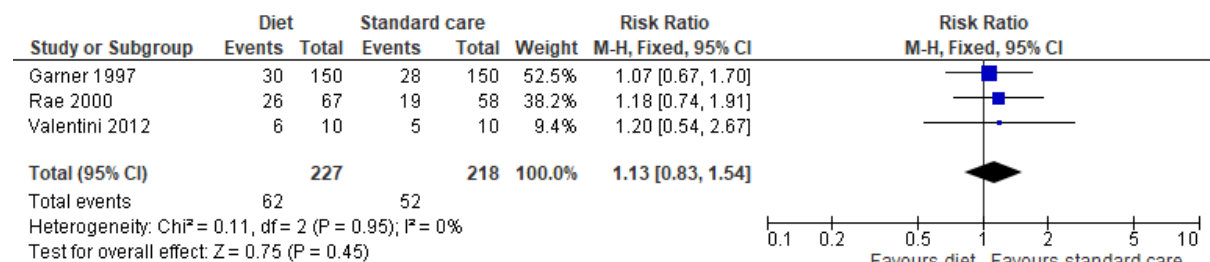 Diet Standard care Risk Ratio Risk Ratio
Study or Subgroup Events Total Events Total Weight M-H, Fixed, 95% CI M-H, Fixed, 95% CI
Garner 1997 30 150 28 150 52.5% 1.07 [0.67, 1.70]
Rae 2000 26 67 19 58 38.2% 1.18 [0.74, 1.91]
Valentini 2012 6 10 5 10 9.4% 1.20 [0.54, 2.67]
Total (95% CI) 227 218 100.0% 1.13 [0.83, 1.54]
Total events 62 52
Heterogeneity: Chi² = 0.11, df = 2 (P = 0.95); I² = 0%
Test for overall effect: Z = 0.75 (P = 0.45)
0.1 0.2 0.5 1 2 5 10
Favours diet Favours standard care